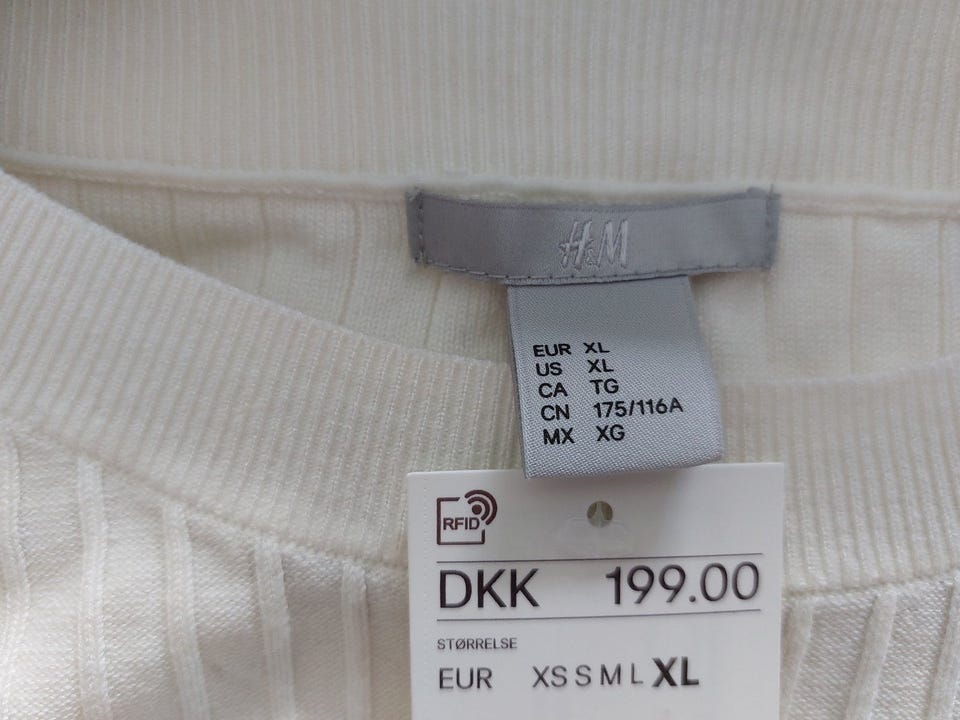 H&M
EUR XL
US XL
CA TG
CN 175/116A
MX XG
RFID
DKK 199.00
STØRRELSE
EUR XS S M L XL